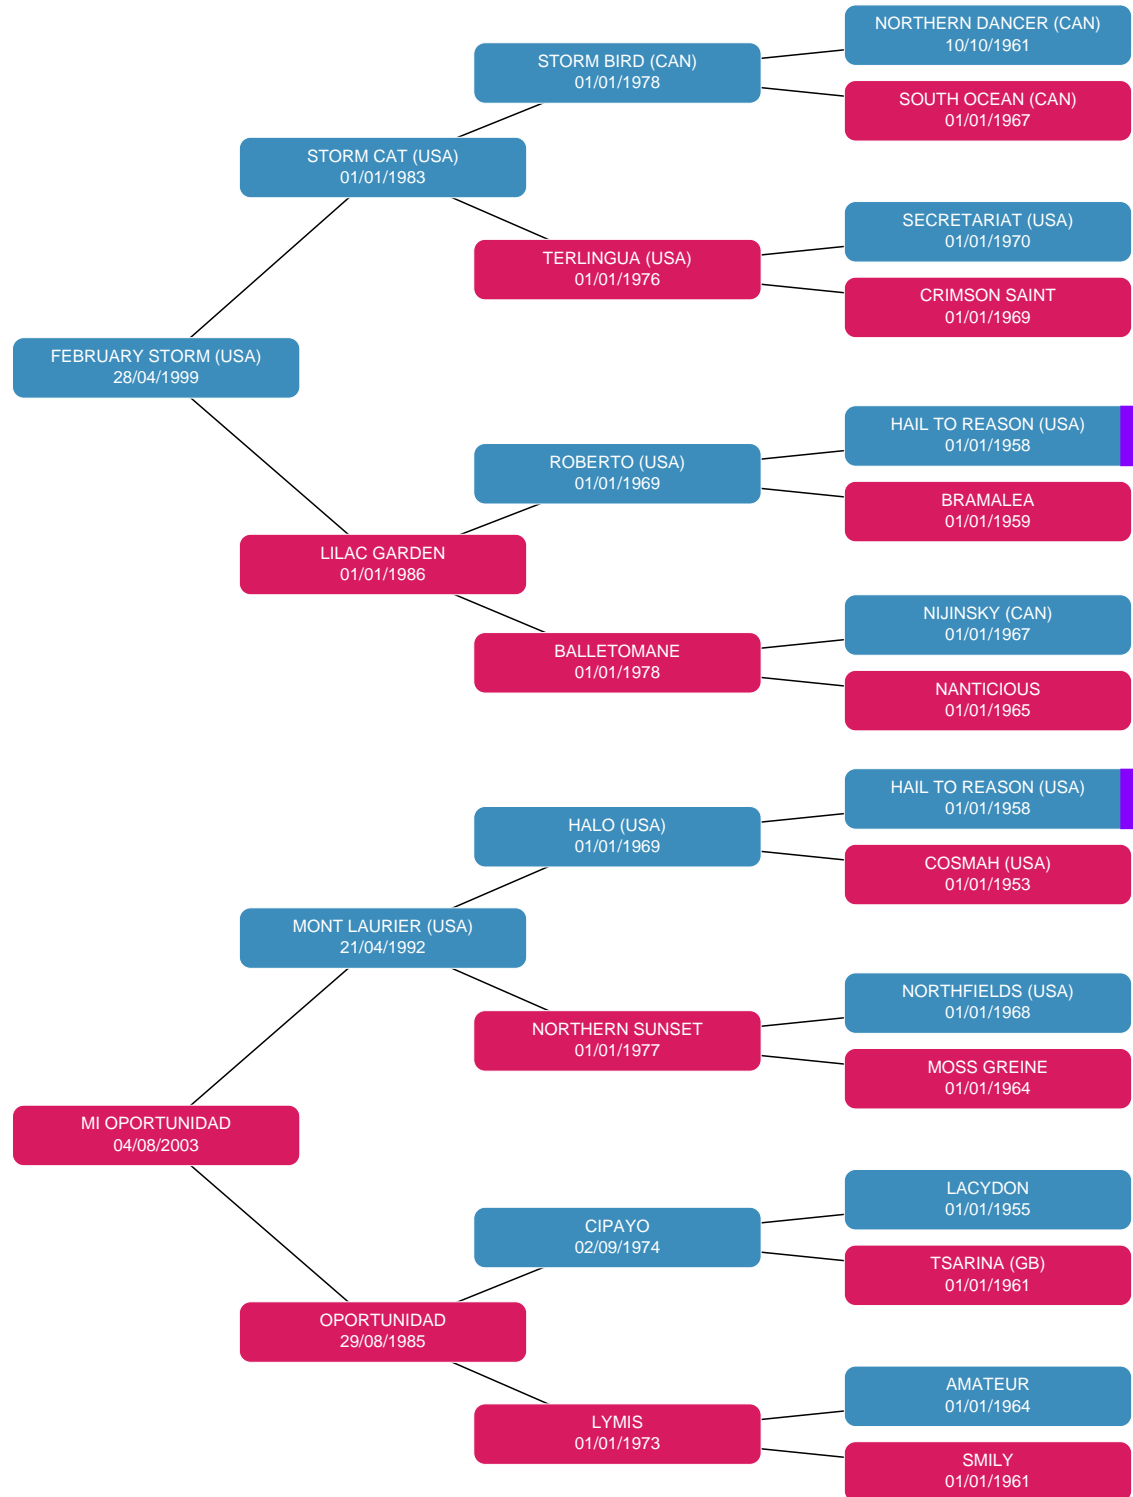 NORTHERN DANCER (CAN)
10/10/1961
STORM BIRD (CAN)
01/01/1978
SOUTH OCEAN (CAN)
01/01/1967
STORM CAT (USA)
01/01/1983
SECRETARIAT (USA)
01/01/1970
TERLINGUA (USA)
01/01/1976
CRIMSON SAINT
01/01/1969
FEBRUARY STORM (USA)
28/04/1999
HAIL TO REASON (USA)
01/01/1958
ROBERTO (USA)
01/01/1969
BRAMALEA
01/01/1959
LILAC GARDEN
01/01/1986
NIJINSKY (CAN)
01/01/1967
BALLETOMANE
01/01/1978
NANTICIOUS
01/01/1965
HAIL TO REASON (USA)
01/01/1958
HALO (USA)
01/01/1969
COSMAH (USA)
01/01/1953
MONT LAURIER (USA)
21/04/1992
NORTHFIELDS (USA)
01/01/1968
NORTHERN SUNSET
01/01/1977
MOSS GREINE
01/01/1964
MI OPORTUNIDAD
04/08/2003
LACYDON
01/01/1955
CIPAYO
02/09/1974
TSARINA (GB)
01/01/1961
OPORTUNIDAD
29/08/1985
AMATEUR
01/01/1964
LYMIS
01/01/1973
SMILY
01/01/1961